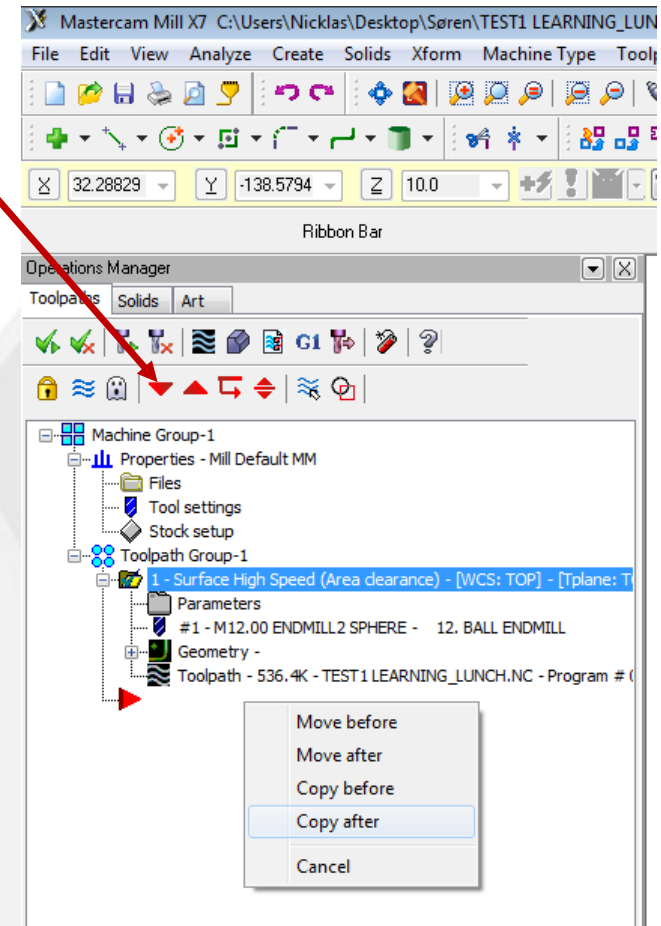 Mastercam Mill X7 C:\Users\Nicklas\Desktop\Søren\TEST1 LEARNING_LUN
File Edit View Analyze Create Solids Xform Machine Type Toolp
X 32.28829 Y -138.5794 Z 10.0
Ribbon Bar
Operations Manager
Toolpaths Solids Art
G1
Machine Group-1
Properties - Mill Default MM
Files
Tool settings
Stock setup
Toolpath Group-1
1 - Surface High Speed (Area clearance) - [WCS: TOP] - [Tplane: T
Parameters
#1 - M12.00 ENDMILL2 SPHERE - 12. BALL ENDMILL
Geometry -
Toolpath - 536.4K - TEST1 LEARNING_LUNCH.NC - Program #
Move before
Move after
Copy before
Copy after
Cancel